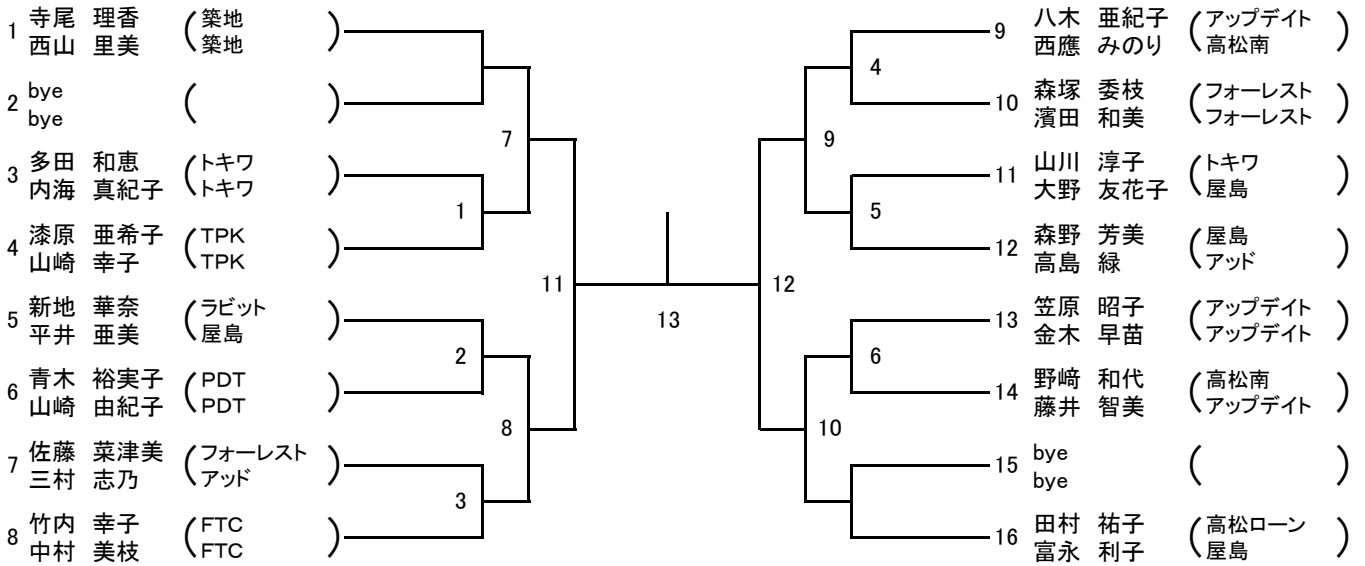 1 寺尾 理香 (築地)
西山 里美 (築地)
2 bye ( )
bye
3 多田 和恵 (トキワ)
内海 真紀子 (トキワ)
4 漆原 亜希子 (TPK)
山崎 幸子 (TPK)
5 新地 華奈 (ラビット)
平井 亜美 (屋島)
6 青木 裕実子 (PDT)
山崎 由紀子 (PDT)
7 佐藤 菜津美 (フォーレスト)
三村 志乃 (アッド)
8 竹内 幸子 (FTC)
中村 美枝 (FTC)
7
1
11
2
8
3
13
4
9
5
12
6
10
9 八木 亜紀子 (アップデイト)
西應 みのり (高松南)
10 森塚 委枝 (フォーレスト)
濱田 和美 (フォーレスト)
11 山川 淳子 (トキワ)
大野 友花子 (屋島)
12 森野 芳美 (屋島)
高島 緑 (アッド)
13 笠原 昭子 (アップデイト)
金木 早苗 (アップデイト)
14 野﨑 和代 (高松南)
藤井 智美 (アップデイト)
15 bye ( )
bye
16 田村 祐子 (高松ローン)
富永 利子 (屋島)